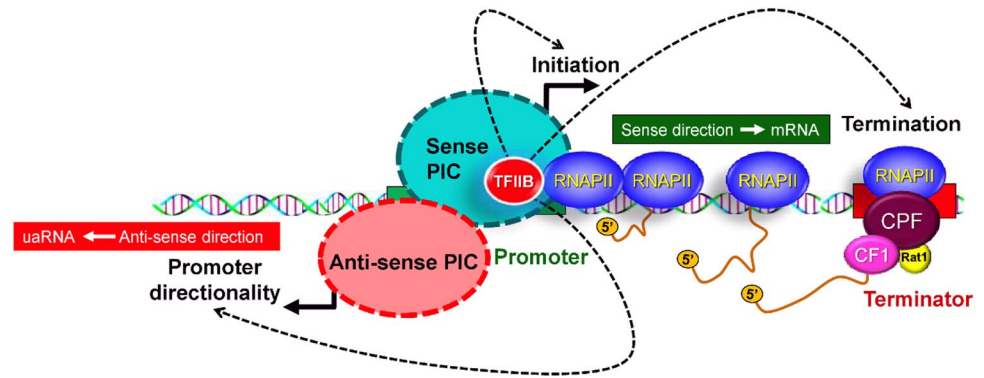 Initiation
Sense direction → mRNA
Termination
Sense
PIC
TFIIB
RNAPII
RNAPII
RNAPII
RNAPII
5'
CPF
uaRNA ← Anti-sense direction
Anti-sense PIC
Promoter
5'
CF1
Rat1
Promoter
directionality
5'
Terminator